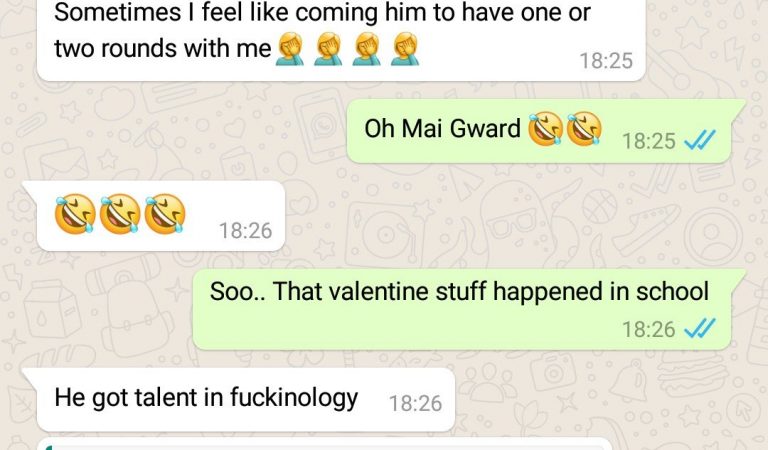 Sometimes I feel like coming him to have one or
two rounds with me🤦🤦🤦🤦
18:25
Oh Mai Gward 🤣🤣
18:25
🤣🤣🤣
18:26
Soo.. That valentine stuff happened in school
18:26
He got talent in fuckinology
18:26